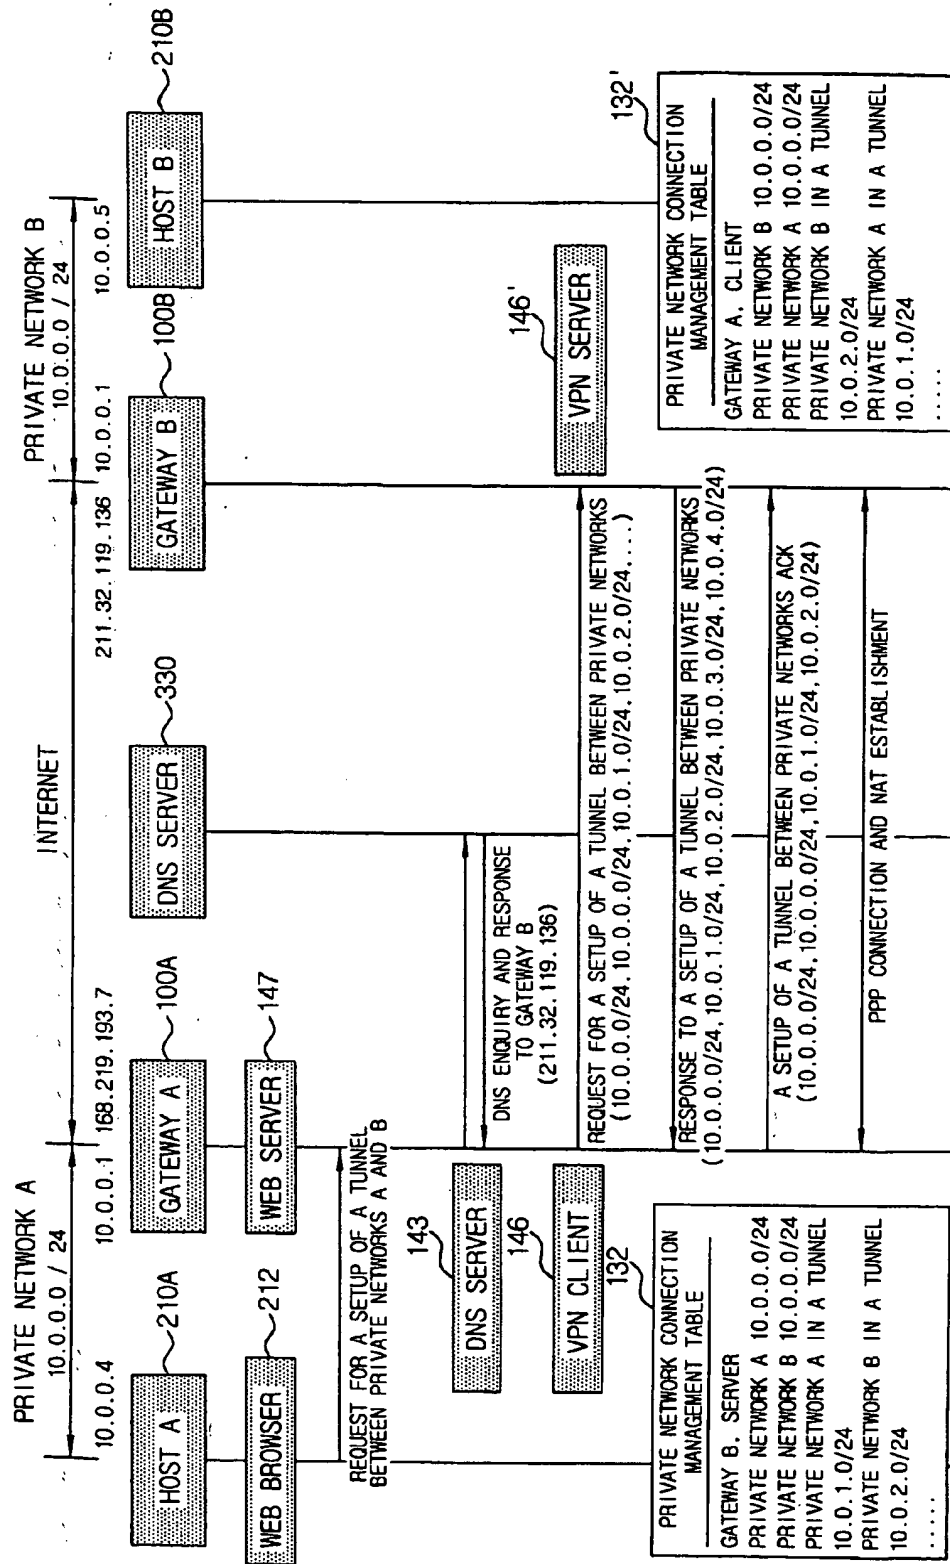 PRIVATE NETWORK A
10.0.0.0 / 24
INTERNET
PRIVATE NETWORK B
10.0.0.0 / 24
10.0.0.4
10.0.0.1
168.219.193.7
211.32.119.136
10.0.0.1
10.0.0.5
HOST A
210A
GATEWAY A
100A
DNS SERVER
330
GATEWAY B
100B
HOST B
210B
WEB BROWSER
212
WEB SERVER
147
REQUEST FOR A SETUP OF A TUNNEL
BETWEEN PRIVATE NETWORKS A AND B
143
DNS SERVER
DNS ENQUIRY AND RESPONSE
TO GATEWAY B
(211.32.119.136)
146
VPN CLIENT
146'
VPN SERVER
REQUEST FOR A SETUP OF A TUNNEL BETWEEN PRIVATE NETWORKS
(10.0.0.0/24,10.0.0.0/24,10.0.1.0/24,10.0.2.0/24,....)
RESPONSE TO A SETUP OF A TUNNEL BETWEEN PRIVATE NETWORKS
(10.0.0.0/24,10.0.1.0/24,10.0.2.0/24,10.0.3.0/24,10.0.4.0/24)
A SETUP OF A TUNNEL BETWEEN PRIVATE NETWORKS ACK
(10.0.0.0/24,10.0.0.0/24,10.0.1.0/24,10.0.2.0/24)
PPP CONNECTION AND NAT ESTABLISHMENT
132
PRIVATE NETWORK CONNECTION
MANAGEMENT TABLE
GATEWAY B, SERVER
PRIVATE NETWORK A 10.0.0.0/24
PRIVATE NETWORK B 10.0.0.0/24
PRIVATE NETWORK A IN A TUNNEL
10.0.1.0/24
PRIVATE NETWORK B IN A TUNNEL
10.0.2.0/24
.....
132'
PRIVATE NETWORK CONNECTION
MANAGEMENT TABLE
GATEWAY A, CLIENT
PRIVATE NETWORK B 10.0.0.0/24
PRIVATE NETWORK A 10.0.0.0/24
PRIVATE NETWORK B IN A TUNNEL
10.0.2.0/24
PRIVATE NETWORK A IN A TUNNEL
10.0.1.0/24
.....